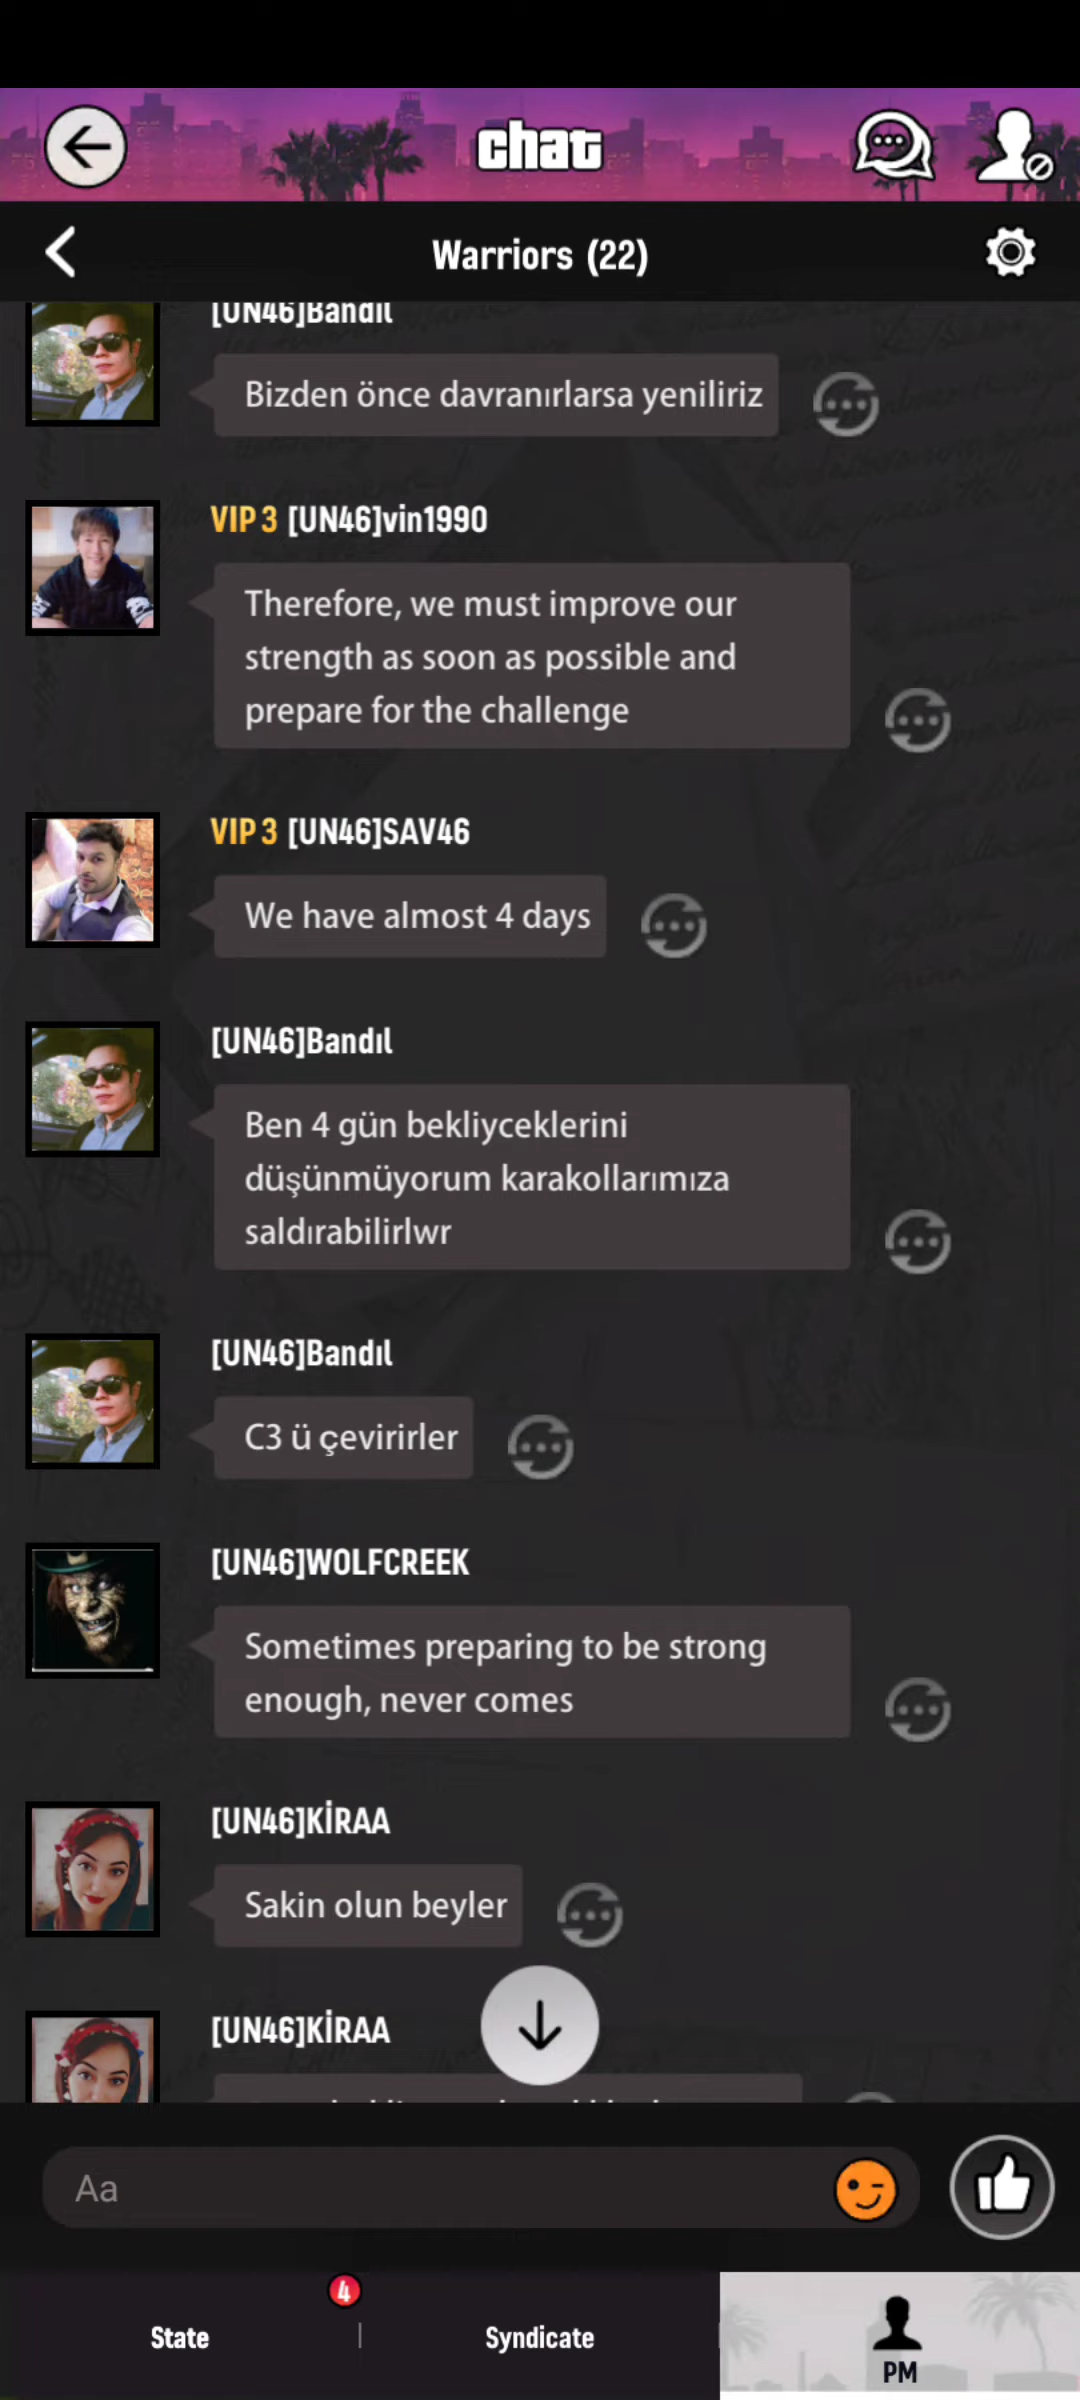 chat
Warriors (22)
[UN46]Bandıl
Bizden önce davranırlarsa yeniliriz
VIP 3 [UN46]vin1990
Therefore, we must improve our
strength as soon as possible and
prepare for the challenge
VIP 3 [UN46]SAV46
We have almost 4 days
[UN46]Bandıl
Ben 4 gün bekliyceklerini
düşünmüyorum karakollarımıza
saldırabilirlwr
[UN46]Bandıl
C3 ü çevirirler
[UN46]WOLFCREEK
Sometimes preparing to be strong
enough, never comes
[UN46]KİRAA
Sakin olun beyler
[UN46]KİRAA
Aa
4
State
Syndicate
PM